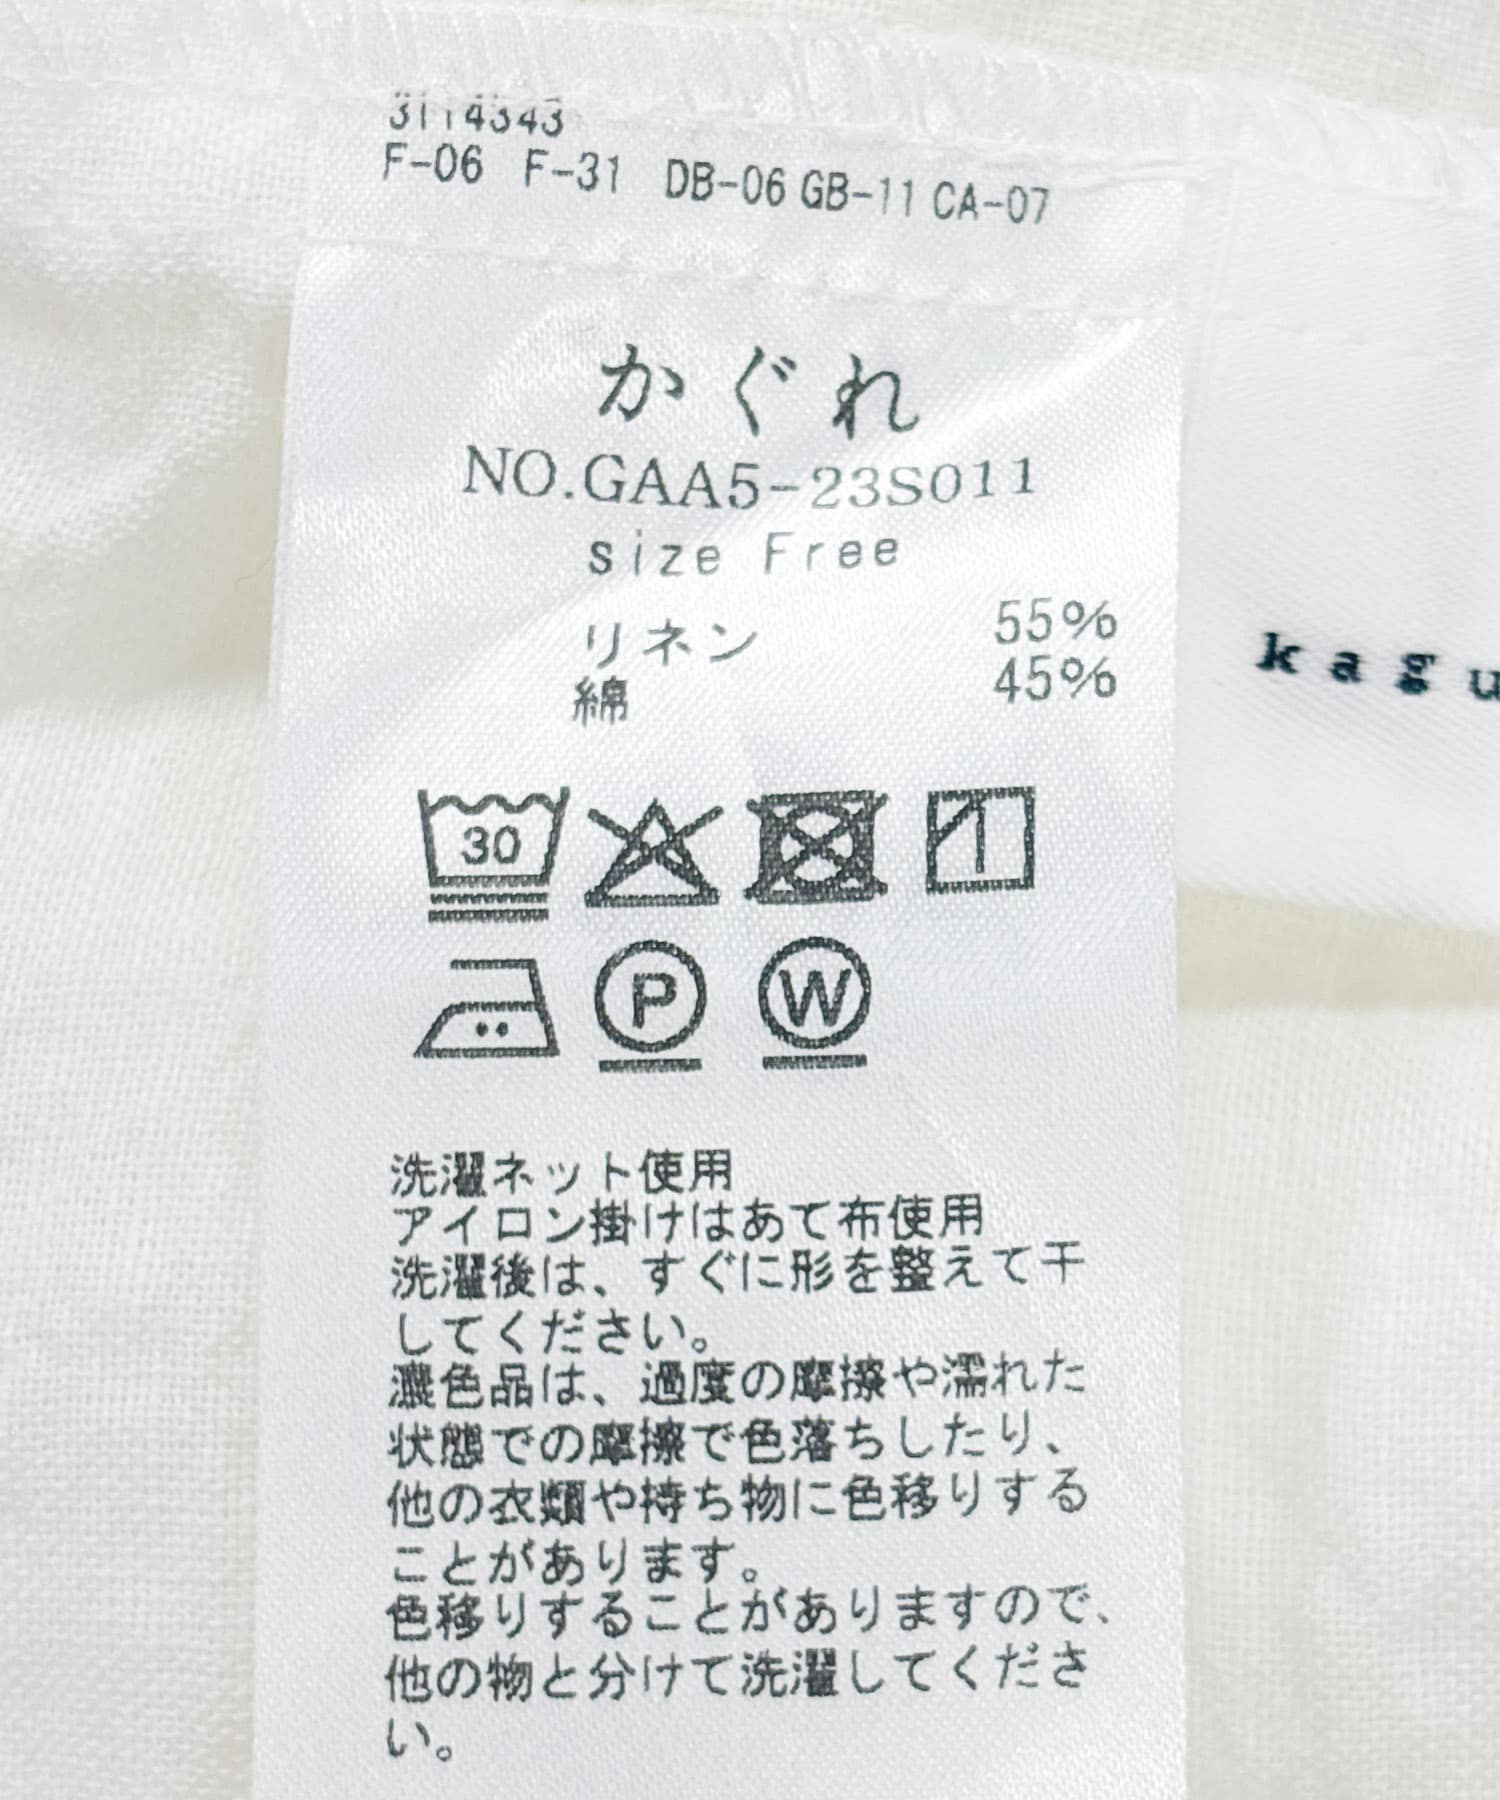 3114343
F-06 F-31 DB-06 GB-11 CA-07
かぐれ
NO.GAA5-23S011
size Free
リネン 55%
綿 45%
kagu
30
P
W
洗濯ネット使用
アイロン掛けはあて布使用
洗濯後は、すぐに形を整えて干
してください。
濃色品は、過度の摩擦や濡れた
状態での摩擦で色落ちしたり、
他の衣類や持ち物に色移りする
ことがあります。
色移りすることがありますので、
他の物と分けて洗濯してくださ
い。